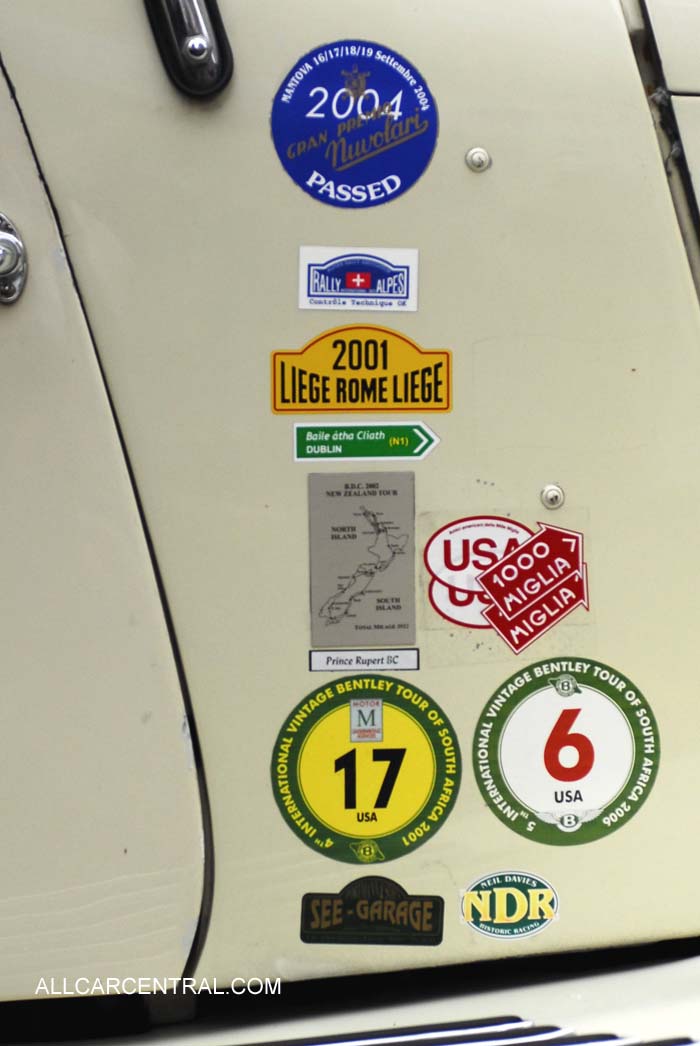 MANTOVA 16/17/18/19 Settembre 2004
2004
GRAN PREMIO
Nuvolari
PASSED
RALLY ALPES
Contrôle Technique OK
2001
LIEGE ROME LIEGE
Baile átha Cliath
DUBLIN
(N1)
B.D.C. 2002
NEW ZEALAND TOUR
NORTH
ISLAND
SOUTH
ISLAND
USA
1000
MIGLIA
MIGLIA
Prince Rupert BC
4TH INTERNATIONAL VINTAGE BENTLEY TOUR OF SOUTH AFRICA 2001
MOTOR
M
17
USA
B
5TH INTERNATIONAL VINTAGE BENTLEY TOUR OF SOUTH AFRICA 2006
B
6
USA
B
SEE-GARAGE
NEIL DAVIES
NDR
HISTORIC RACING
ALLCARCENTRAL.COM